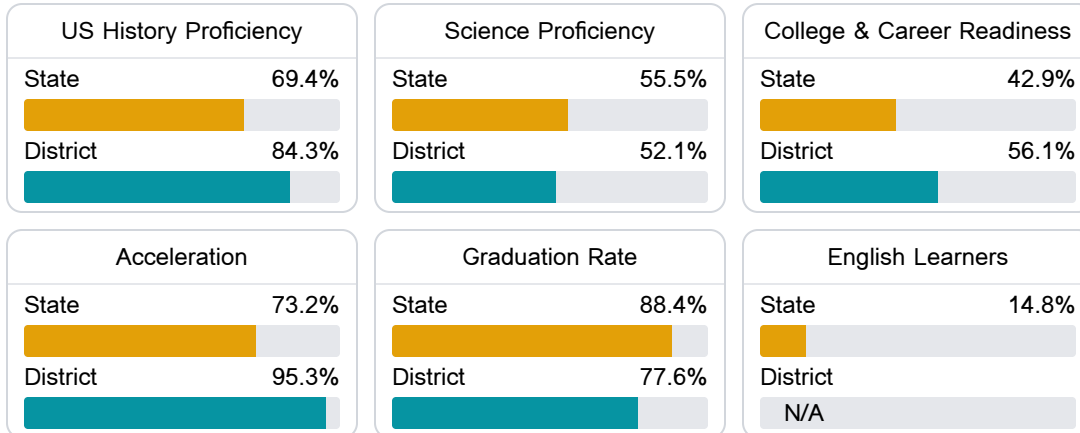 US History Proficiency
State 69.4%
District 84.3%
Science Proficiency
State 55.5%
District 52.1%
College & Career Readiness
State 42.9%
District 56.1%
Acceleration
State 73.2%
District 95.3%
Graduation Rate
State 88.4%
District 77.6%
English Learners
State 14.8%
District
N/A